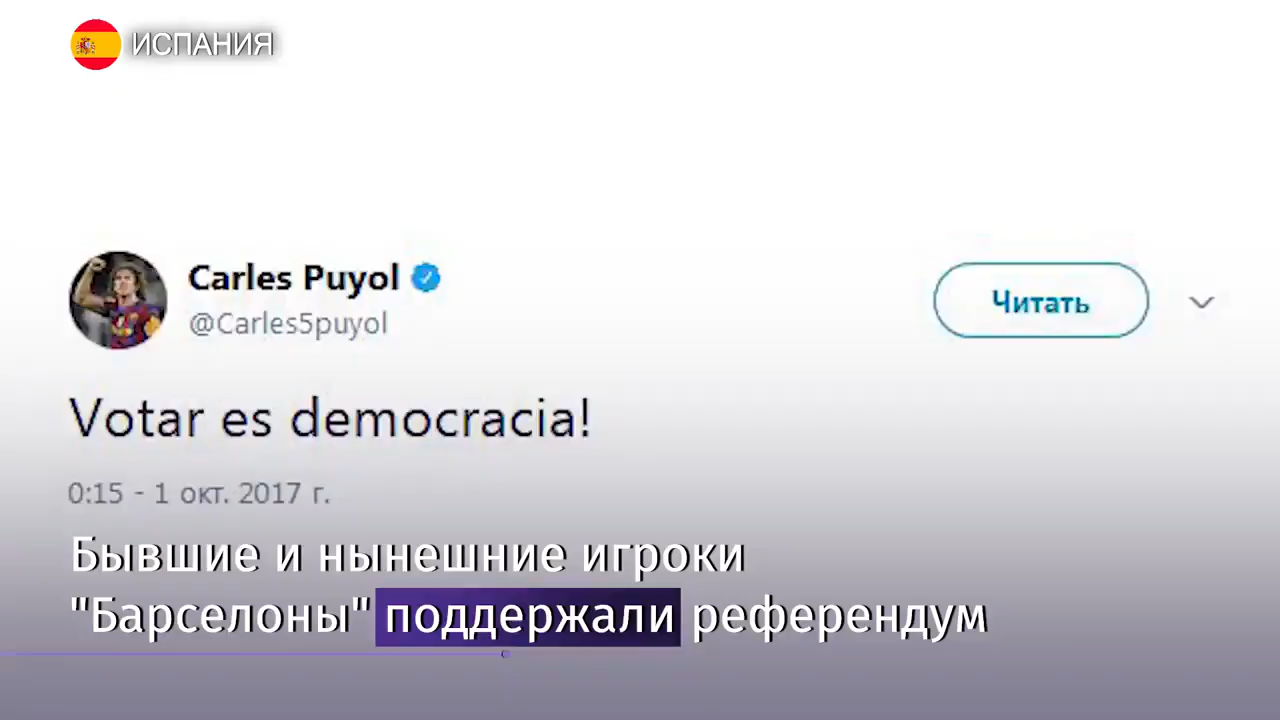 ИСПАНИЯ
Carles Puyol
@Carles5puyol
Читать
Votar es democracia!
0:15 - 1 окт. 2017 г.
Бывшие и нынешние игроки
"Барселоны" поддержали референдум